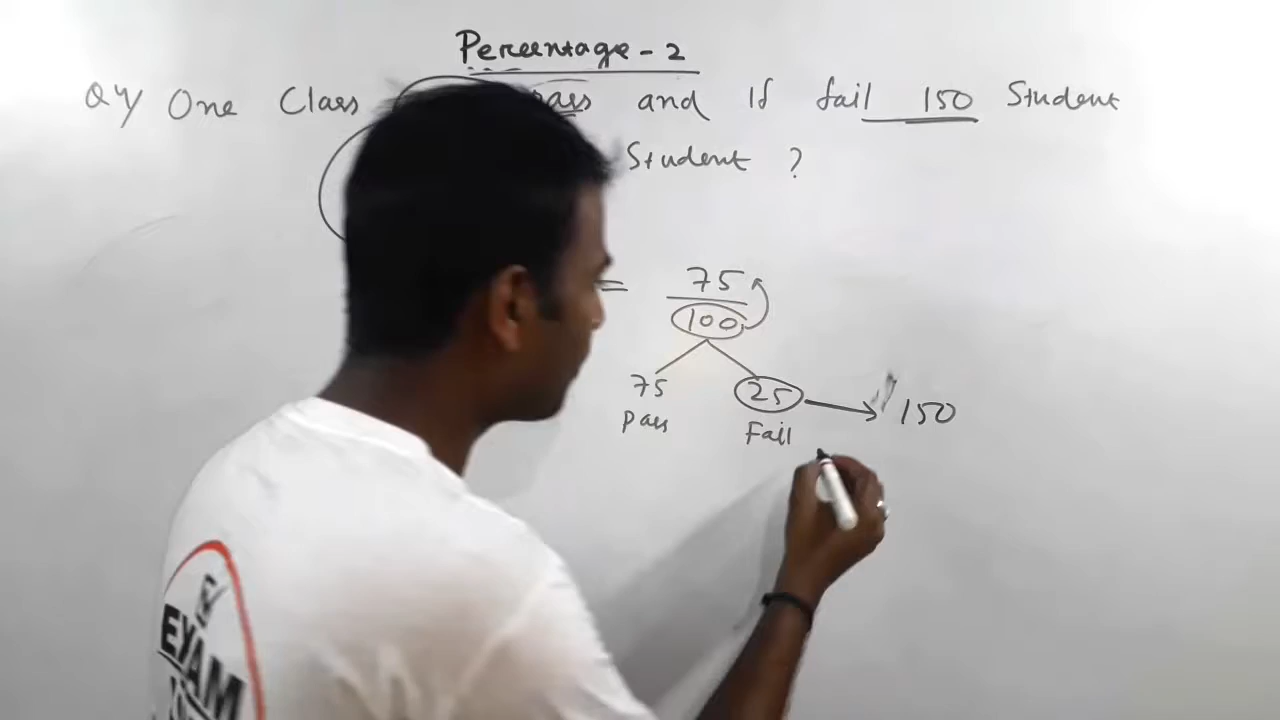 Percentage - 2
Q4 One Class pass and If fail 150 Student
Student ?
= 75
100
75 25 150
Pass Fail
EXAM